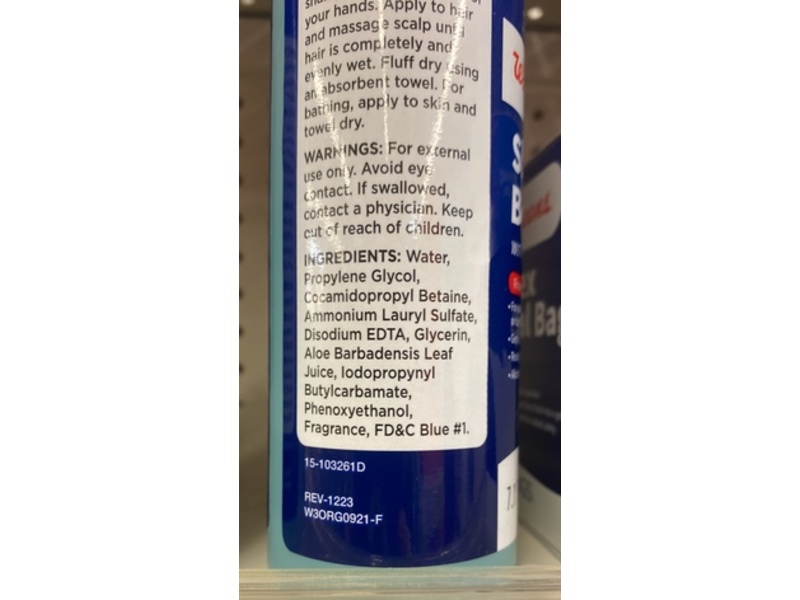 your hands. Apply to hair
and massage scalp until
hair is completely and
evenly wet. Fluff dry using
an absorbent towel. For
bathing, apply to skin and
towel dry.
WARNINGS: For external
use only. Avoid eye
contact. If swallowed,
contact a physician. Keep
out of reach of children.
INGREDIENTS: Water,
Propylene Glycol,
Cocamidopropyl Betaine,
Ammonium Lauryl Sulfate,
Disodium EDTA, Glycerin,
Aloe Barbadensis Leaf
Juice, Iodopropynyl
Butylcarbamate,
Phenoxyethanol,
Fragrance, FD&C Blue #1.
15-103261D
REV-1223
W3ORG0921-F